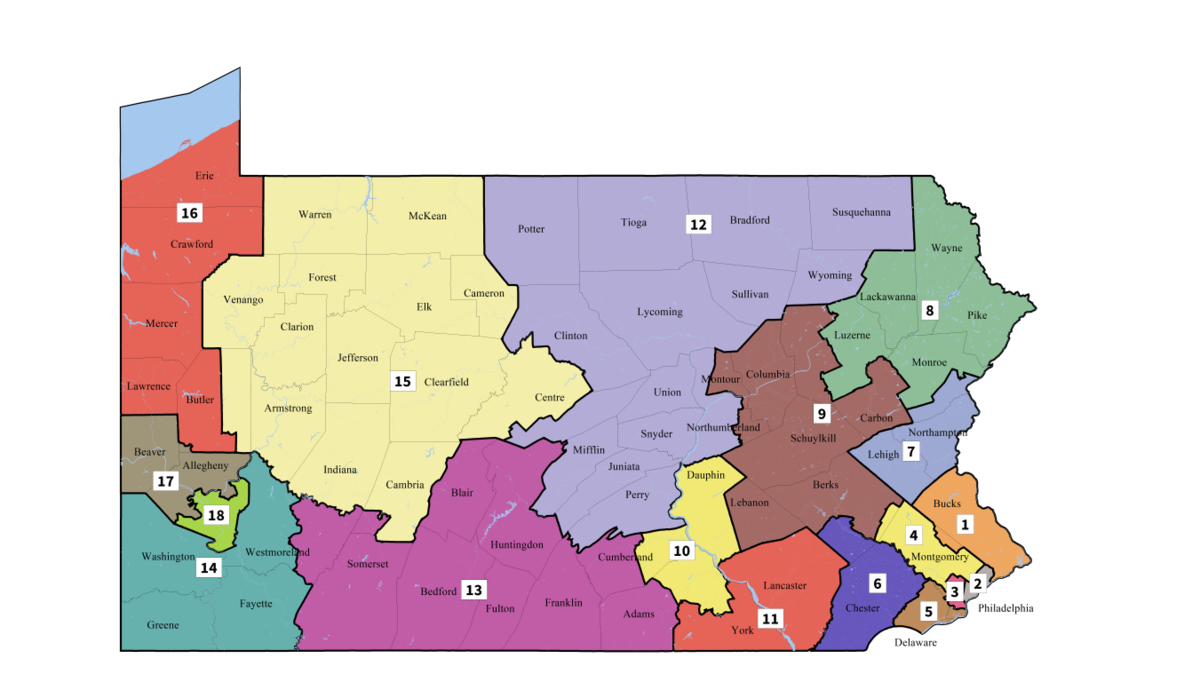 Erie
16
Warren
McKean
Susquehanna
Potter
Tioga
12
Bradford
Crawford
Wayne
Forest
Wyoming
Venango
Cameron
Sullivan
Lackawanna
Elk
8
Lycoming
Pike
Mercer
Clarion
Clinton
Luzerne
Jefferson
Monroe
Lawrence
15
Clearfield
Montour
Columbia
Butler
Centre
Union
Armstrong
9
Carbon
Northumberland
Snyder
Schuylkill
Northampton
Beaver
Mifflin
Lehigh
7
Allegheny
Indiana
Juniata
Dauphin
17
Cambria
Blair
Perry
Lebanon
Berks
Bucks
18
1
4
Washington
Westmoreland
Huntingdon
Cumberland
10
Montgomery
14
Somerset
Bedford
13
Lancaster
6
2
3
Fayette
Fulton
Franklin
Chester
5
Philadelphia
Greene
Adams
York
11
Delaware